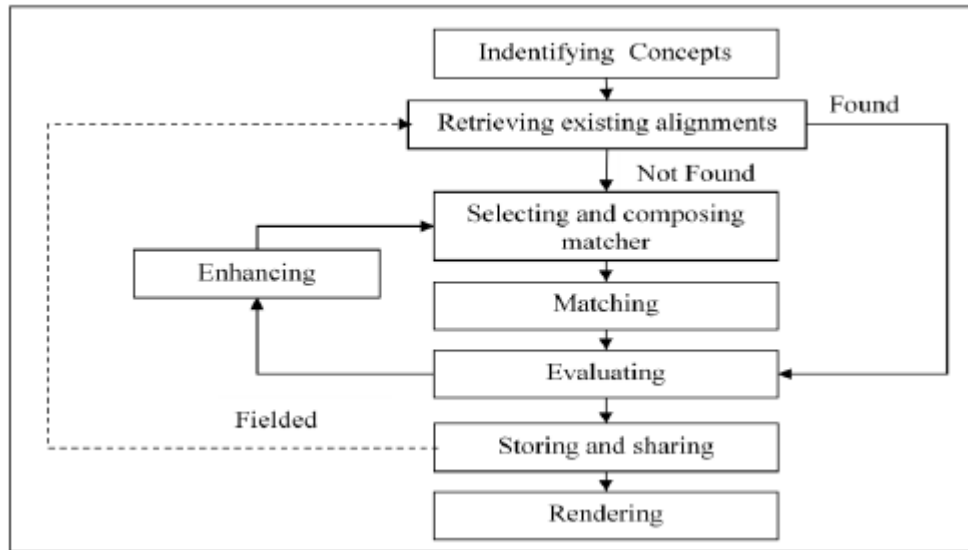 Indentifying Concepts
Retrieving existing alignments
Found
Not Found
Selecting and composing
matcher
Enhancing
Matching
Evaluating
Fielded
Storing and sharing
Rendering